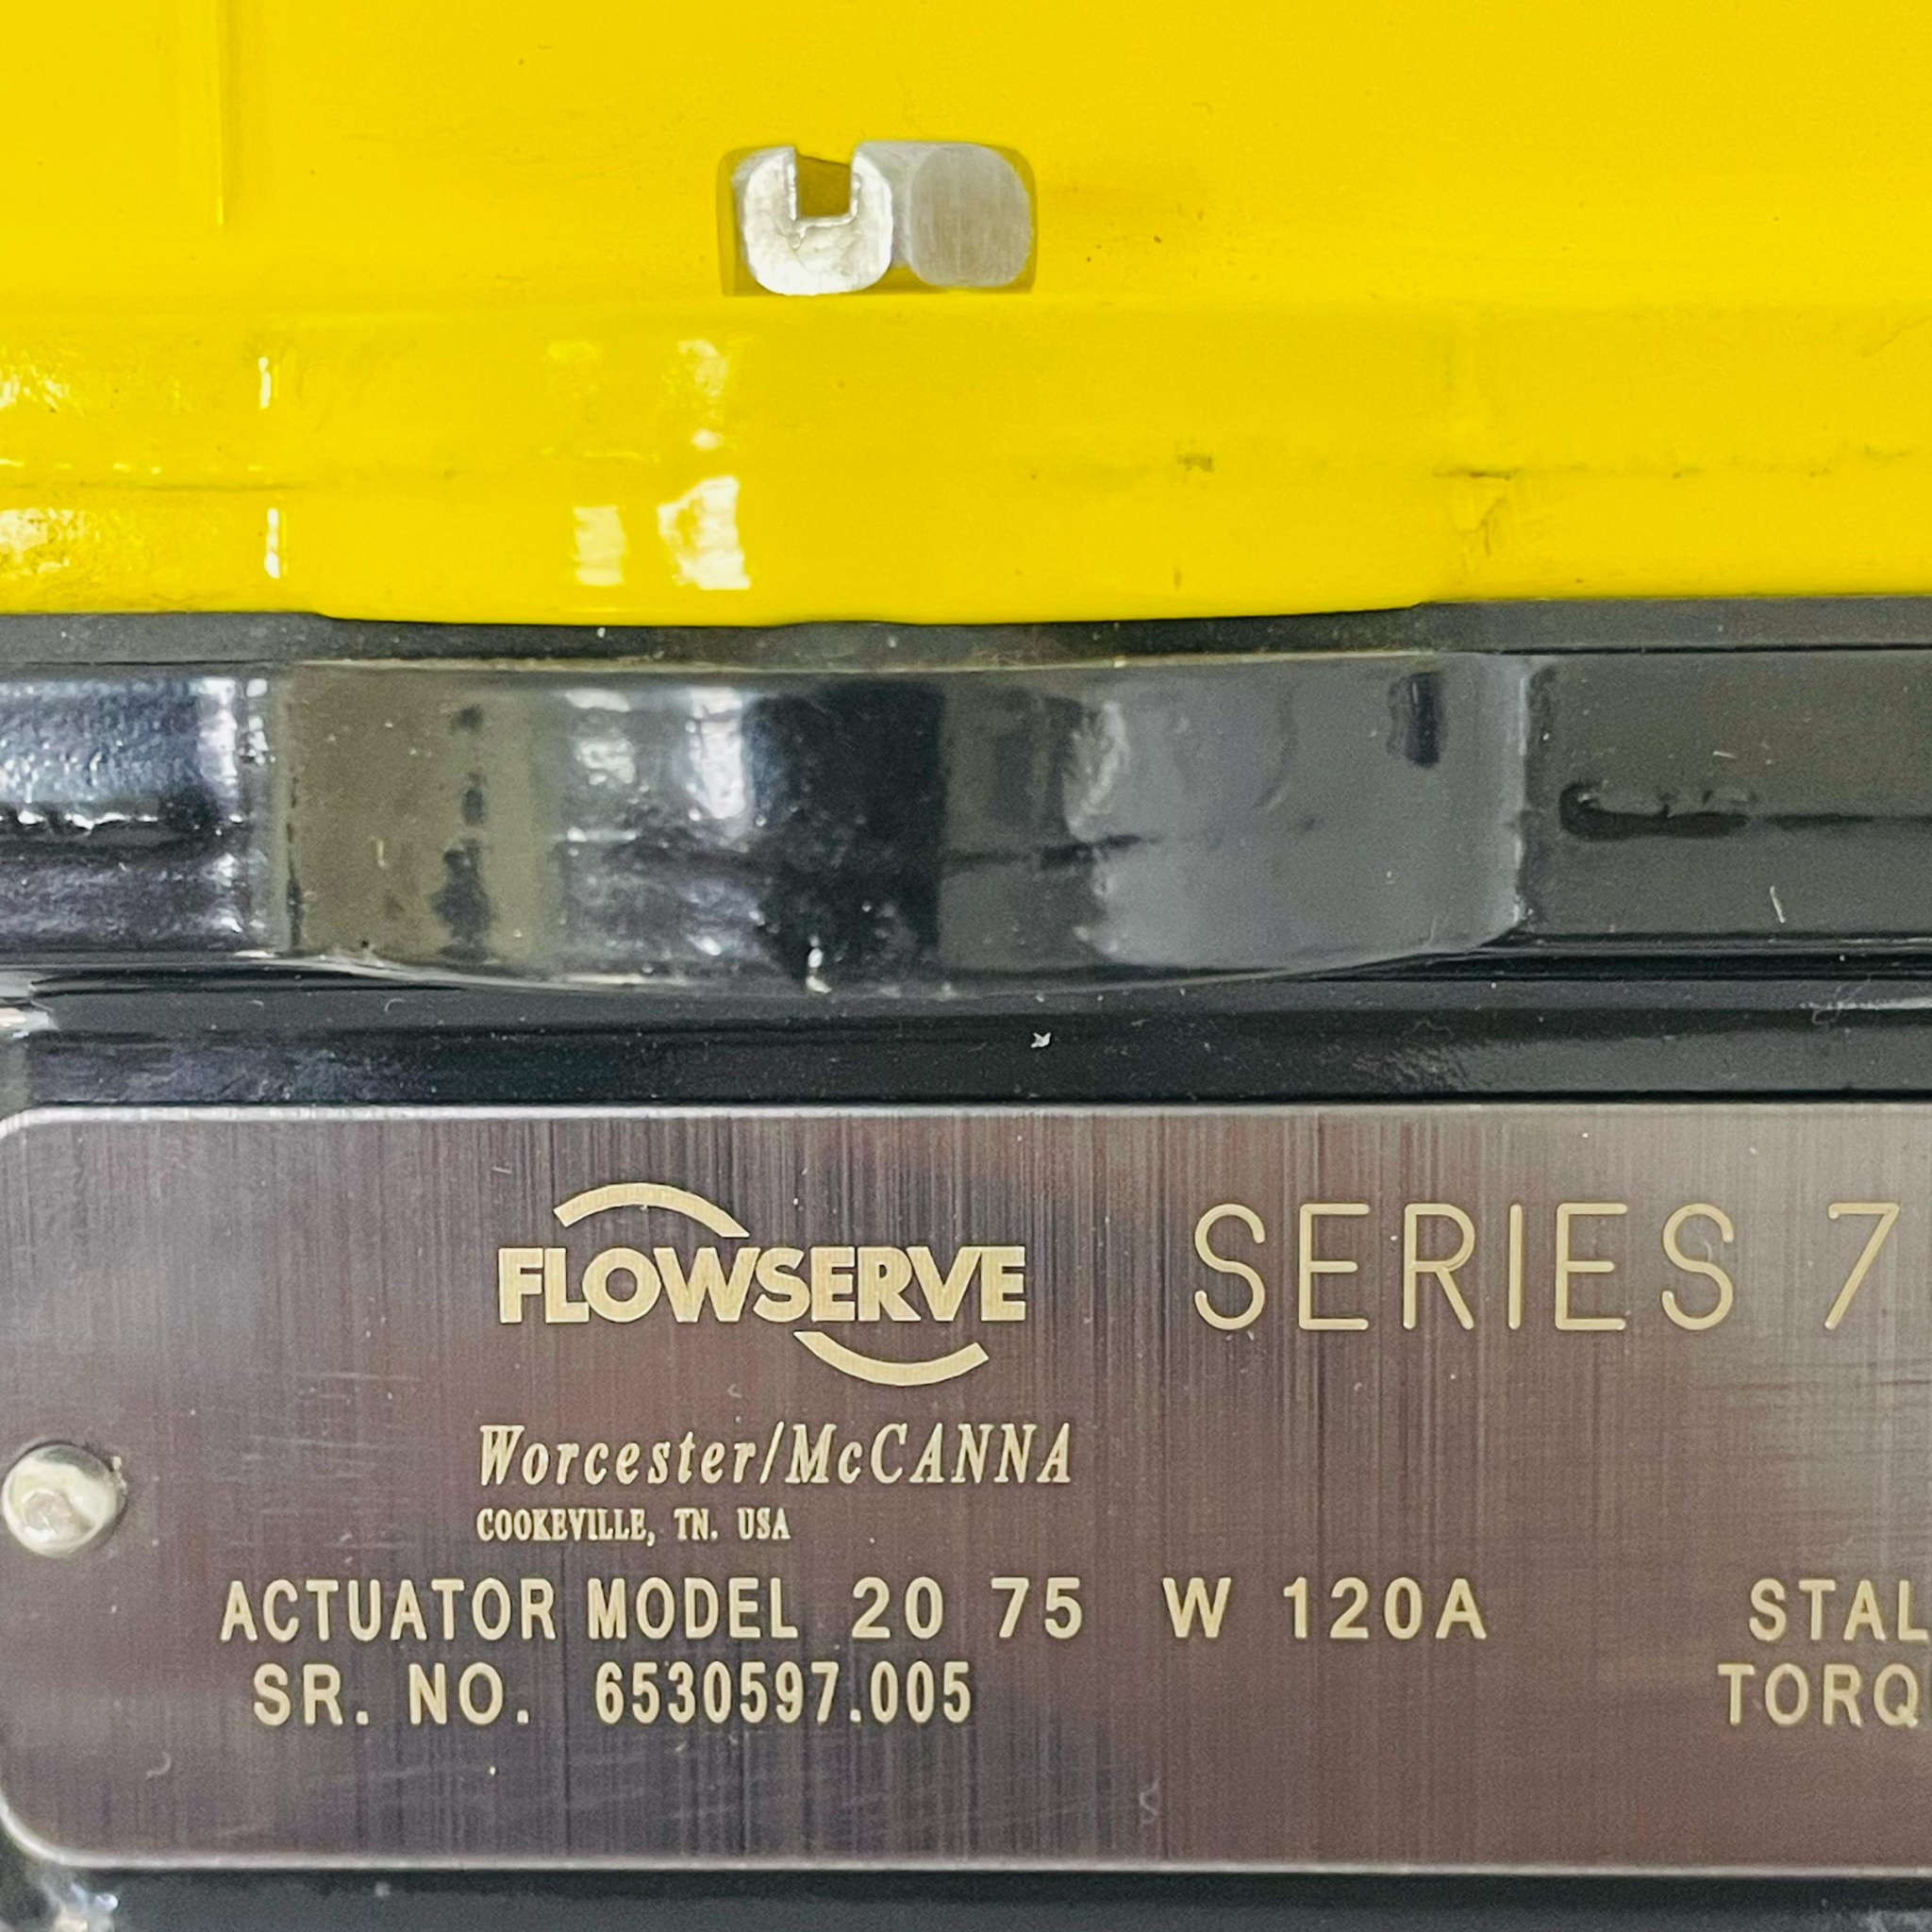 FLOWSERVE
SERIES 7
Worcester/McCANNA
COOKEVILLE, TN. USA
ACTUATOR MODEL 20 75 W 120A
SR. NO. 6530597.005
STAL
TORQ